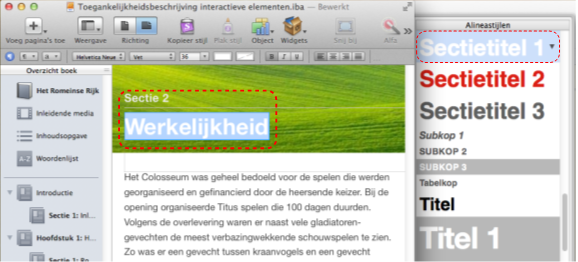 Toegankelijkheidsbeschrijving interactieve elementen.iba — Bewerkt
Voeg pagina's toe
Weergave
Richting
Kopieer stijl
Plak stijl
Object
Widgets
Snij bij
Alfa
Helvetica Neue
Vet
36
B I U
Overzicht boek
Het Romeinse Rijk
Inleidende media
Inhoudsopgave
A-Z
Woordenlijst
Introductie
Sectie 1: Inl...
Hoofdstuk 1: H...
Sectie 2
Werkelijkheid
Het Colosseum was geheel bedoeld voor de spelen die werden
georganiseerd en gefinancierd door de heersende keizer. Bij de
opening organiseerde Titus spelen die 100 dagen duurden.
Volgens de overlevering waren er naast vele gladiatoren-
gevechten de meest verbazingwekkende schouwspelen te zien.
Zo was er een gevecht tussen kraanvogels en een gevecht
Alineastijlen
Sectietitel 1
Sectietitel 2
Sectietitel 3
Subkop 1
SUBKOP 2
SUBKOP 3
Tabelkop
Titel
Titel 1